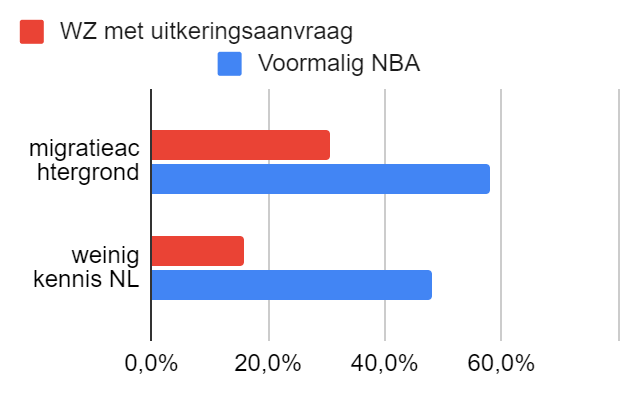 WZ met uitkeringsaanvraag
Voormalig NBA
migratieac
htergrond
weinig
kennis NL
0,0% 20,0% 40,0% 60,0%